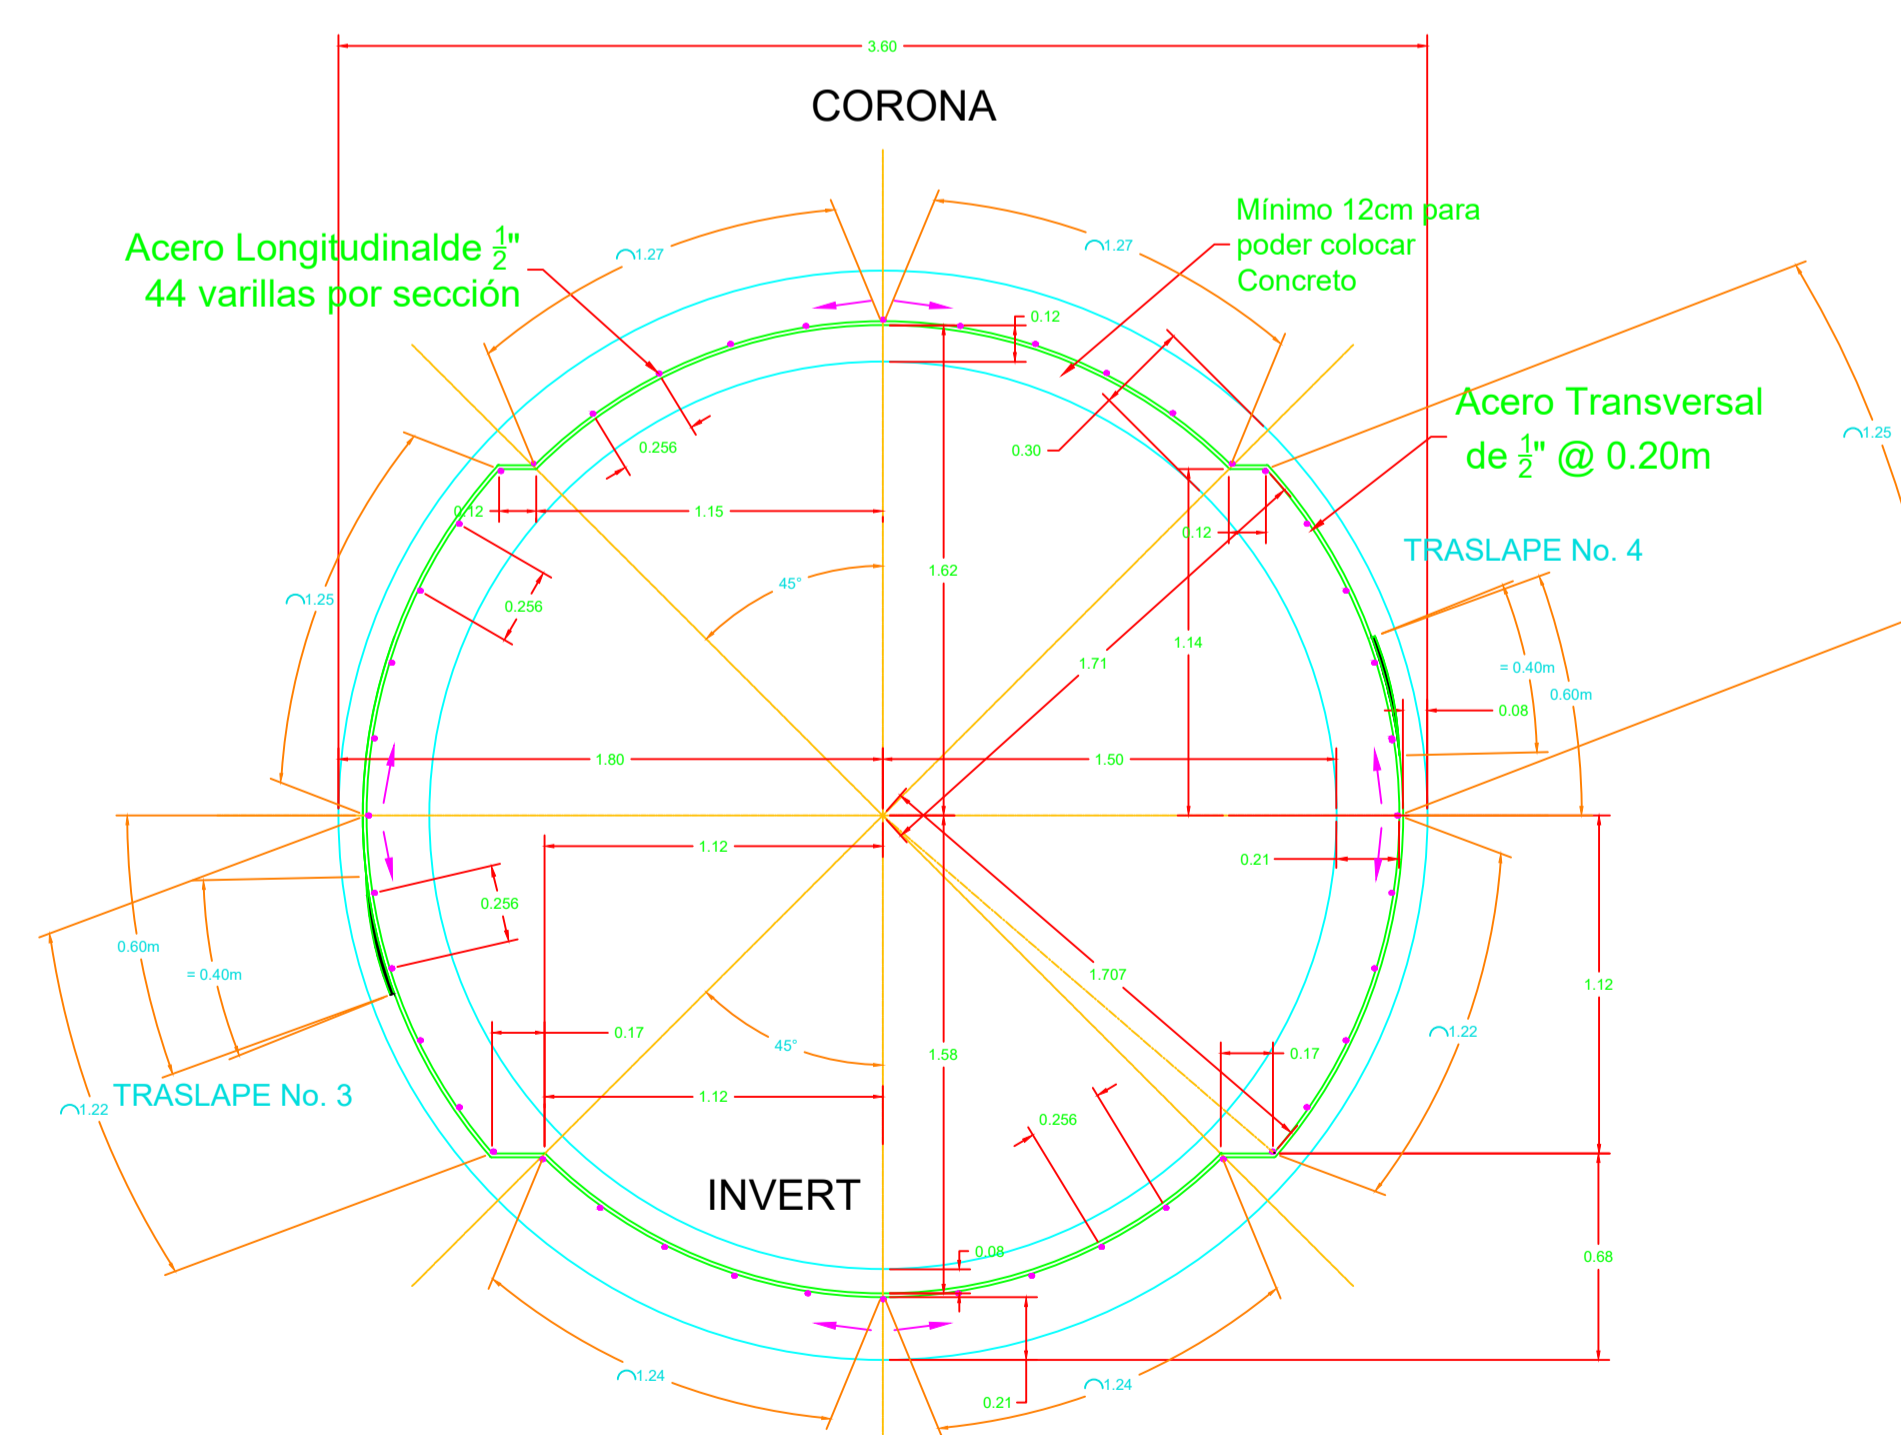 3.60
CORONA
Mínimo 12cm para
poder colocar
Concreto
Acero Longitudinalde 1/2"
44 varillas por sección
⌒1.27
⌒1.27
0.12
Acero Transversal
de 1/2" @ 0.20m
⌒1.25
0.256
0.30
0.12
1.15
0.12
TRASLAPE No. 4
1.62
45°
⌒1.25
0.256
1.14
1.71
= 0.40m
0.60m
0.08
1.80
1.50
1.12
0.21
0.256
0.60m
= 0.40m
1.707
1.12
0.17
45°
1.58
0.17
⌒1.22
TRASLAPE No. 3
⌒1.22
1.12
0.256
INVERT
0.08
0.68
⌒1.24
⌒1.24
0.21